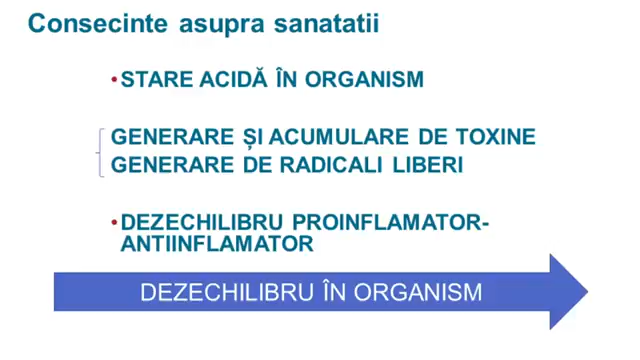 Consecinte asupra sanatatii
•STARE ACIDĂ ÎN ORGANISM
GENERARE ȘI ACUMULARE DE TOXINE
GENERARE DE RADICALI LIBERI
•DEZECHILIBRU PROINFLAMATOR-
ANTIINFLAMATOR
DEZECHILIBRU ÎN ORGANISM